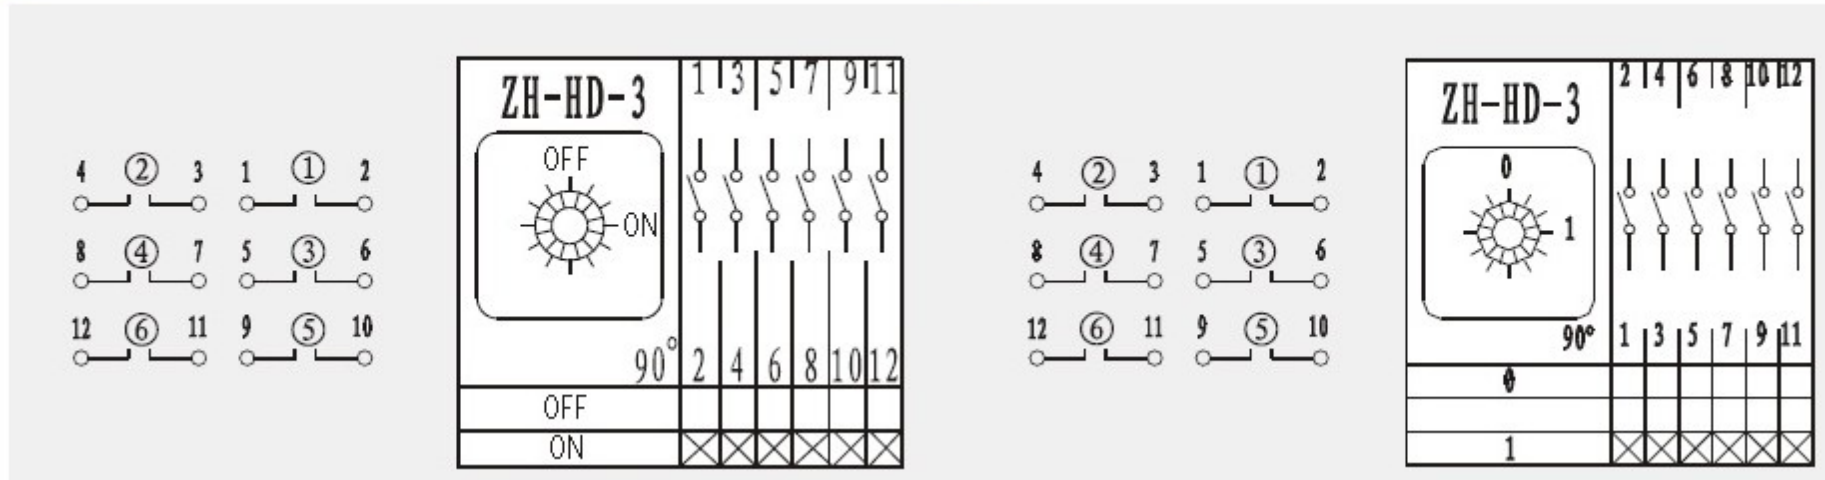 ZH-HD-3
1 3 5 7 9 11
OFF
ON
90°
2 4 6 8 10 12
OFF
ON
4 ② 3 1 ① 2
8 ④ 7 5 ③ 6
12 ⑥ 11 9 ⑤ 10
ZH-HD-3
2 4 6 8 10 12
0
1
90°
1 3 5 7 9 11
0
1
4 ② 3 1 ① 2
8 ④ 7 5 ③ 6
12 ⑥ 11 9 ⑤ 10